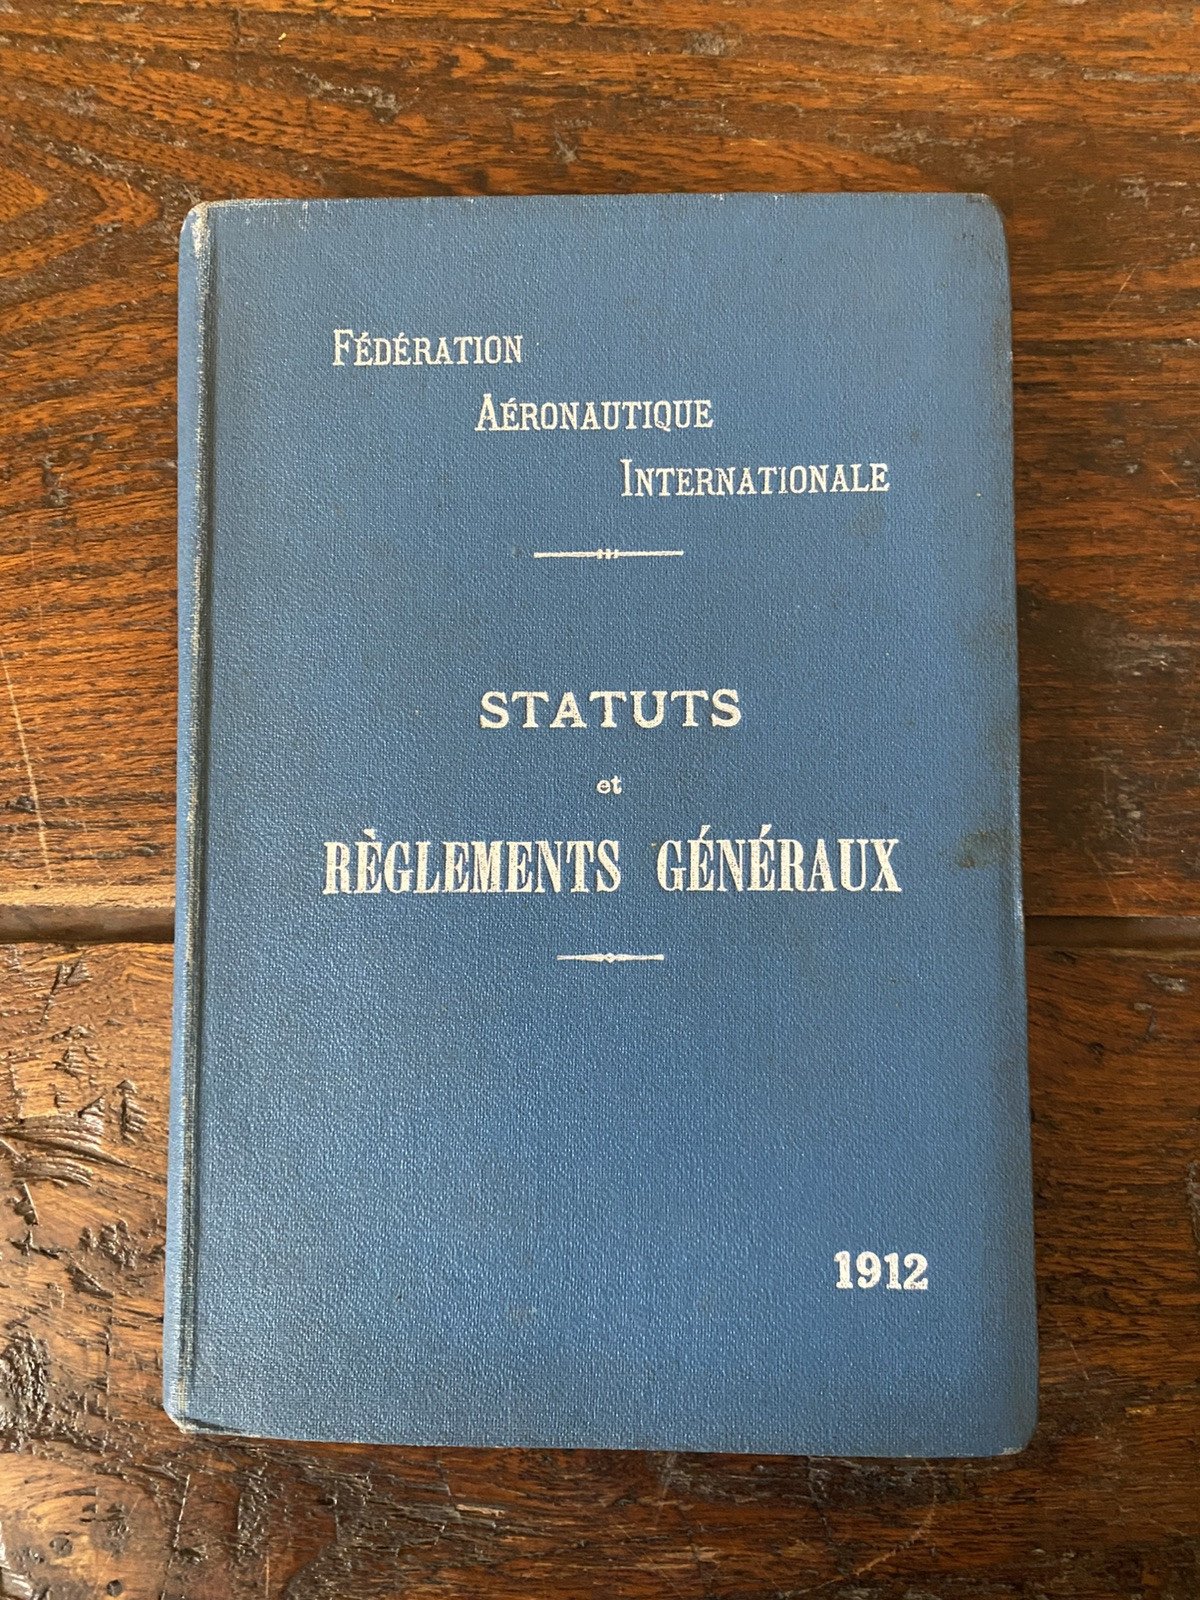 Fédération
Aéronautique
Internationale
STATUTS
et
RÈGLEMENTS GÉNÉRAUX
1912